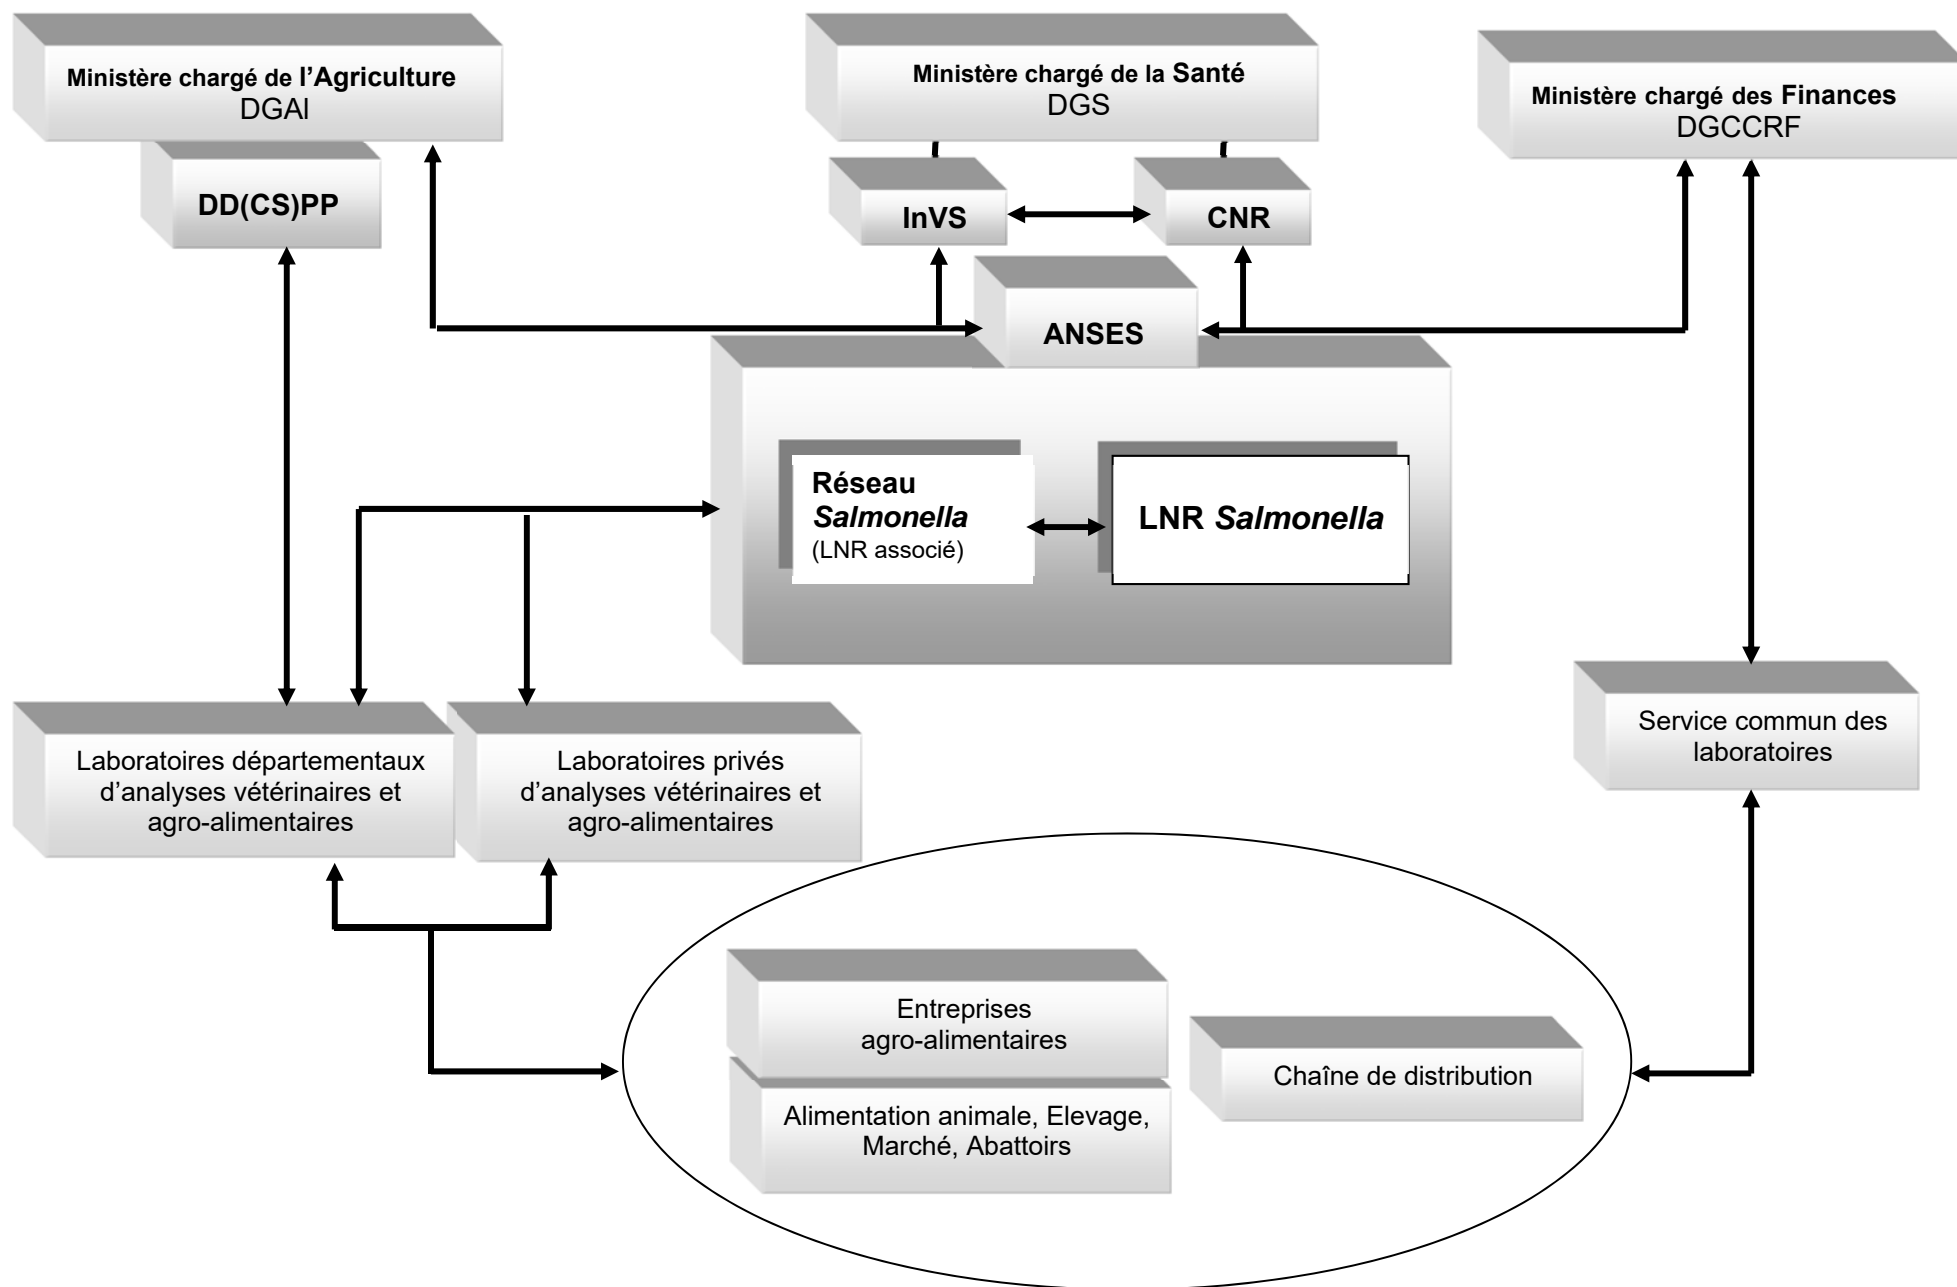 Ministère chargé de l’Agriculture
DGAl
Ministère chargé de la Santé
DGS
Ministère chargé des Finances
DGCCRF
DD(CS)PP
InVS
CNR
ANSES
Réseau
Salmonella
(LNR associé)
LNR Salmonella
Laboratoires départementaux
d’analyses vétérinaires et
agro-alimentaires
Laboratoires privés
d’analyses vétérinaires et
agro-alimentaires
Service commun des
laboratoires
Entreprises
agro-alimentaires
Chaîne de distribution
Alimentation animale, Elevage,
Marché, Abattoirs